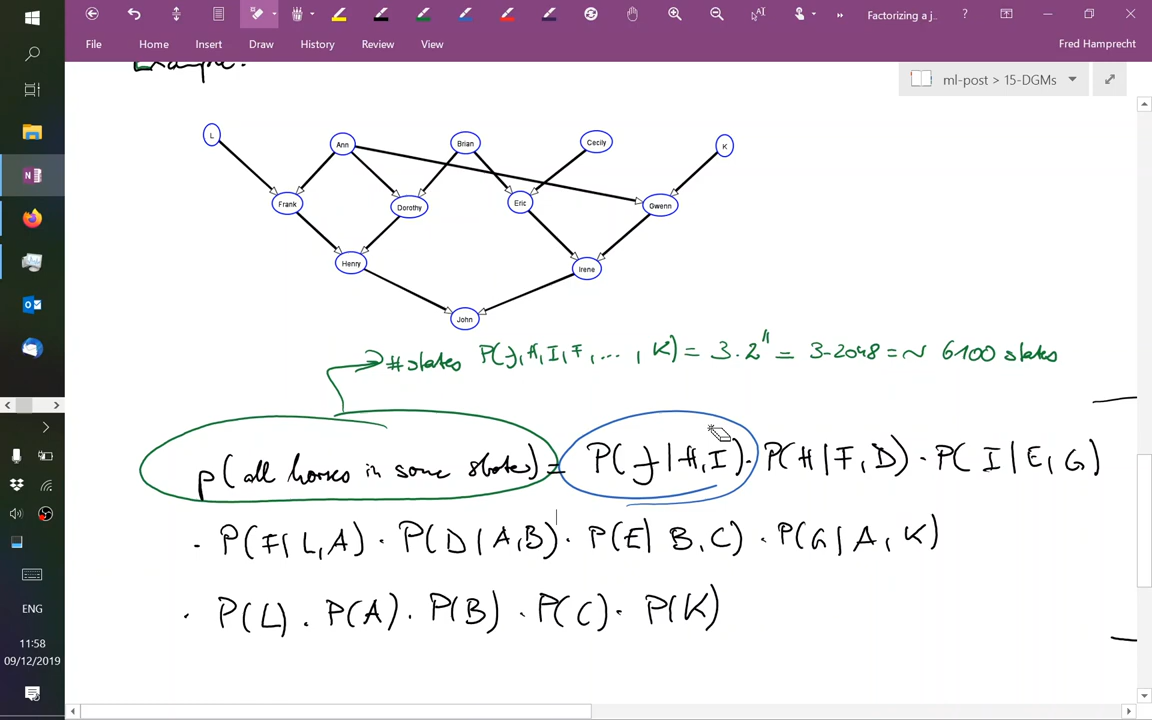 Factorizing a j...
File Home Insert Draw History Review View
Fred Hamprecht
Example:
ml-post > 15-DGMs
L Ann Brian Cecily K
Frank Dorothy Eric Gwenn
Henry Irene
John
# states P(J,H,I,F,..., K) = 3·2^11 = 3·2048 = ~ 6100 states
p(all horses in some states) = P(J|H,I) · P(H|F,D) · P(I|E,G)
· P(F|L,A) · P(D|A,B) · P(E|B,C) · P(G|A,K)
· P(L) · P(A) · P(B) · P(C) · P(K)
ENG
11:58
09/12/2019